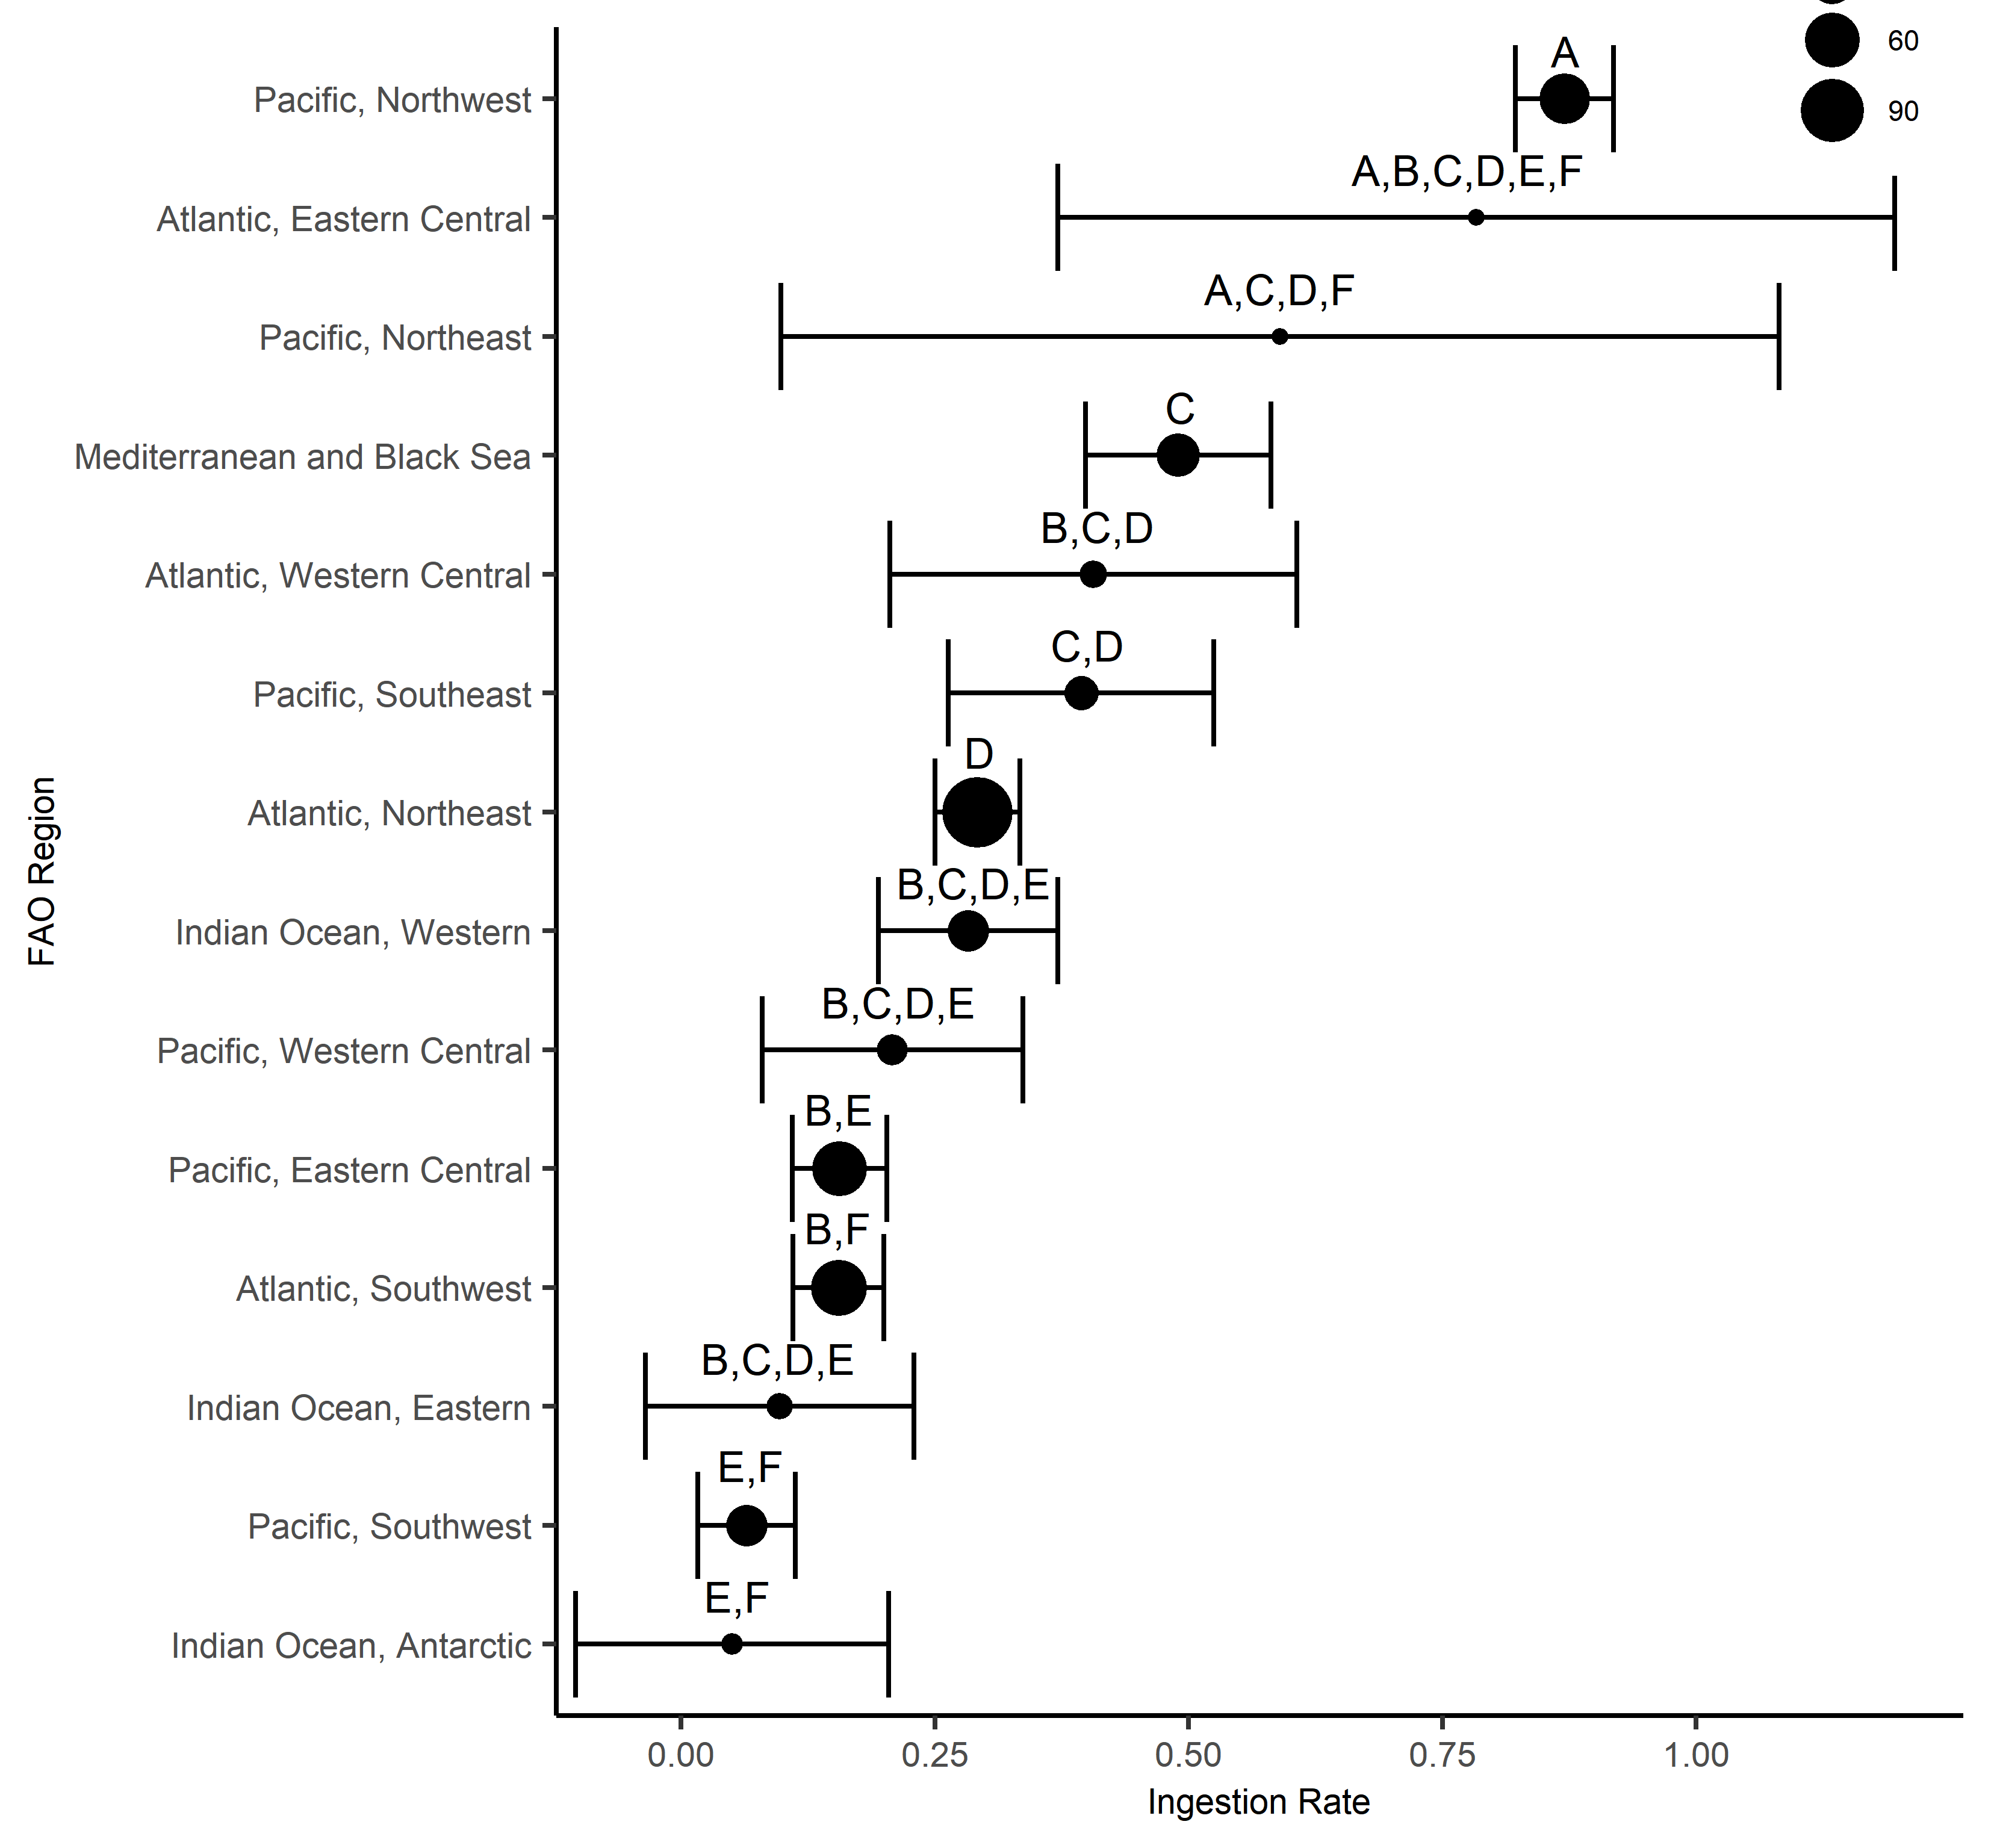 60
90
Pacific, Northwest
A
Atlantic, Eastern Central
A,B,C,D,E,F
Pacific, Northeast
A,C,D,F
Mediterranean and Black Sea
C
Atlantic, Western Central
B,C,D
Pacific, Southeast
C,D
Atlantic, Northeast
D
Indian Ocean, Western
B,C,D,E
Pacific, Western Central
B,C,D,E
Pacific, Eastern Central
B,E
Atlantic, Southwest
B,F
Indian Ocean, Eastern
B,C,D,E
Pacific, Southwest
E,F
Indian Ocean, Antarctic
E,F
FAO Region
0.00 0.25 0.50 0.75 1.00
Ingestion Rate